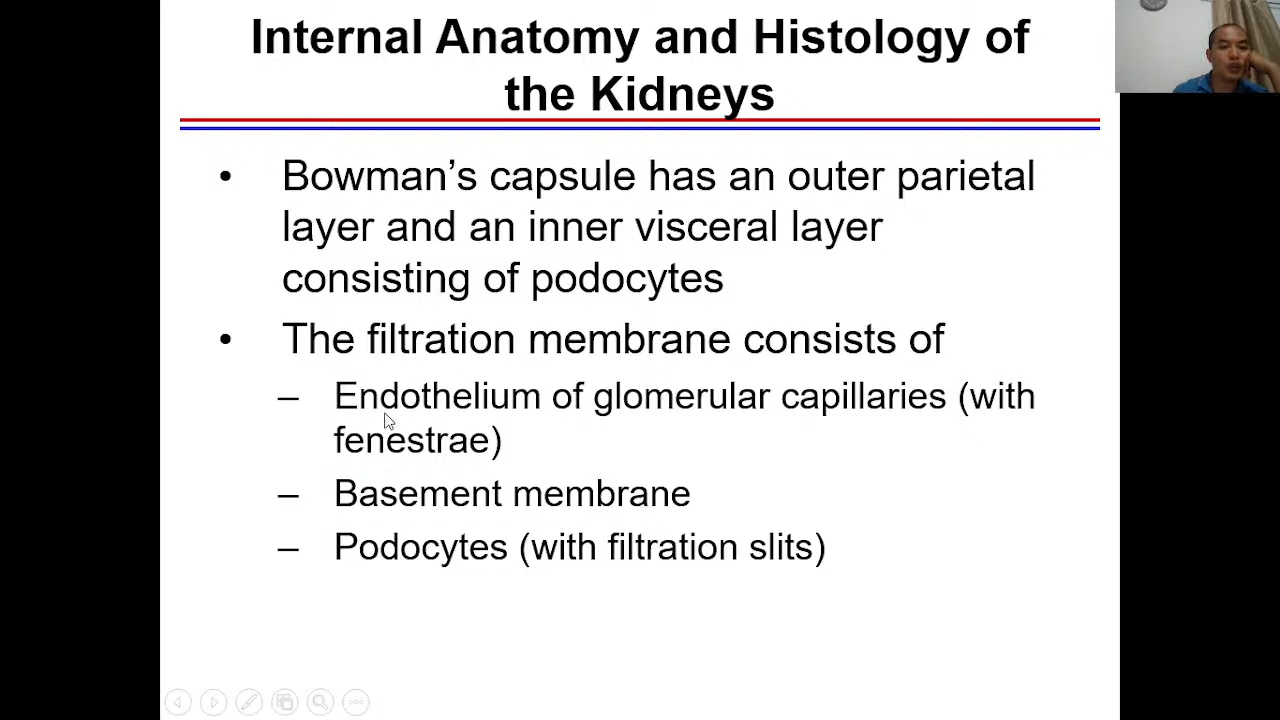 Internal Anatomy and Histology of
the Kidneys
• Bowman’s capsule has an outer parietal
layer and an inner visceral layer
consisting of podocytes
• The filtration membrane consists of
– Endothelium of glomerular capillaries (with
fenestrae)
– Basement membrane
– Podocytes (with filtration slits)